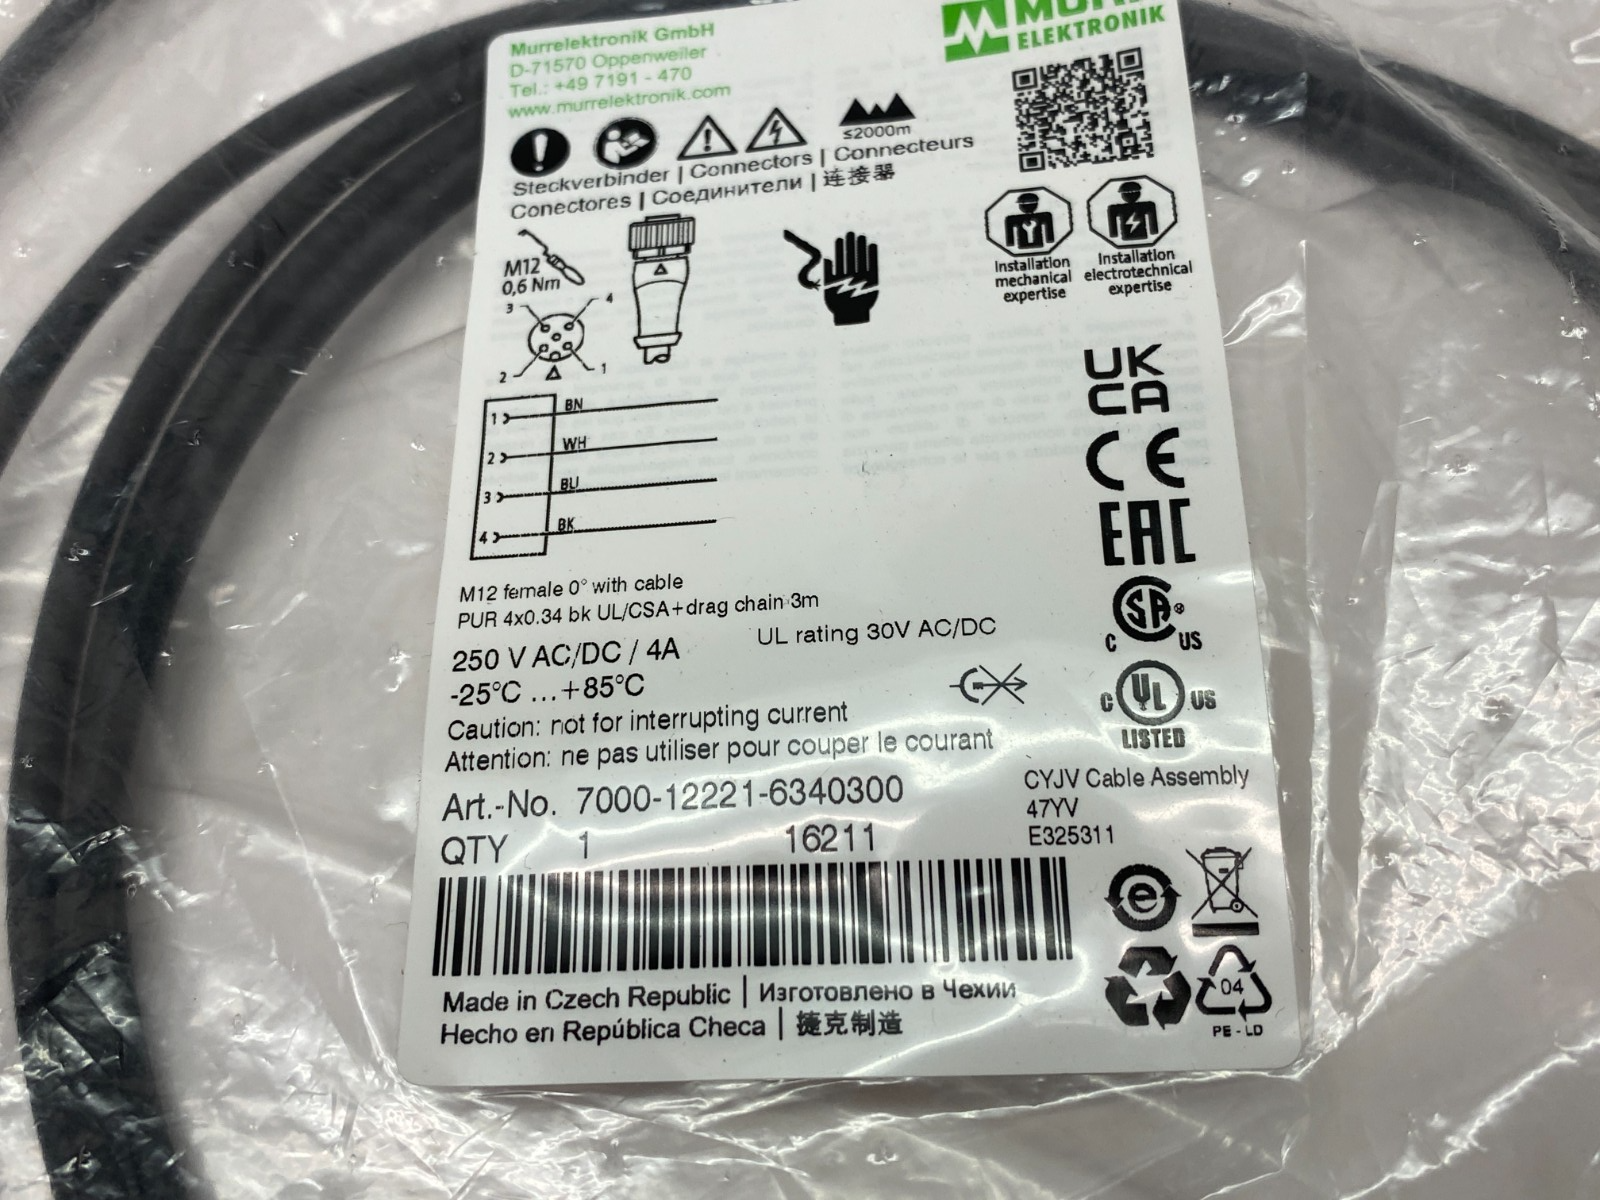 Murrelektronik GmbH
D-71570 Oppenweiler
Tel.: +49 7191 - 470
www.murrelektronik.com
ELEKTRONIK
≤2000m
Steckverbinder | Connectors | Connecteurs
Conectores | Соединители | 连接器
M12
0,6 Nm
3 4
2 1
Installation mechanical expertise
Installation electrotechnical expertise
1 BN
2 WH
3 BU
4 BK
UK
CA
CE
EAC
M12 female 0° with cable
PUR 4x0.34 bk UL/CSA+drag chain 3m
250 V AC/DC / 4A UL rating 30V AC/DC
-25°C ...+85°C
Caution: not for interrupting current
Attention: ne pas utiliser pour couper le courant
C SA® US
C UL US
LISTED
Art.-No. 7000-12221-6340300
QTY 1 16211
CYJV Cable Assembly
47YV
E325311
e
Made in Czech Republic | Изготовлено в Чехии
Hecho en República Checa | 捷克制造
04
PE-LD